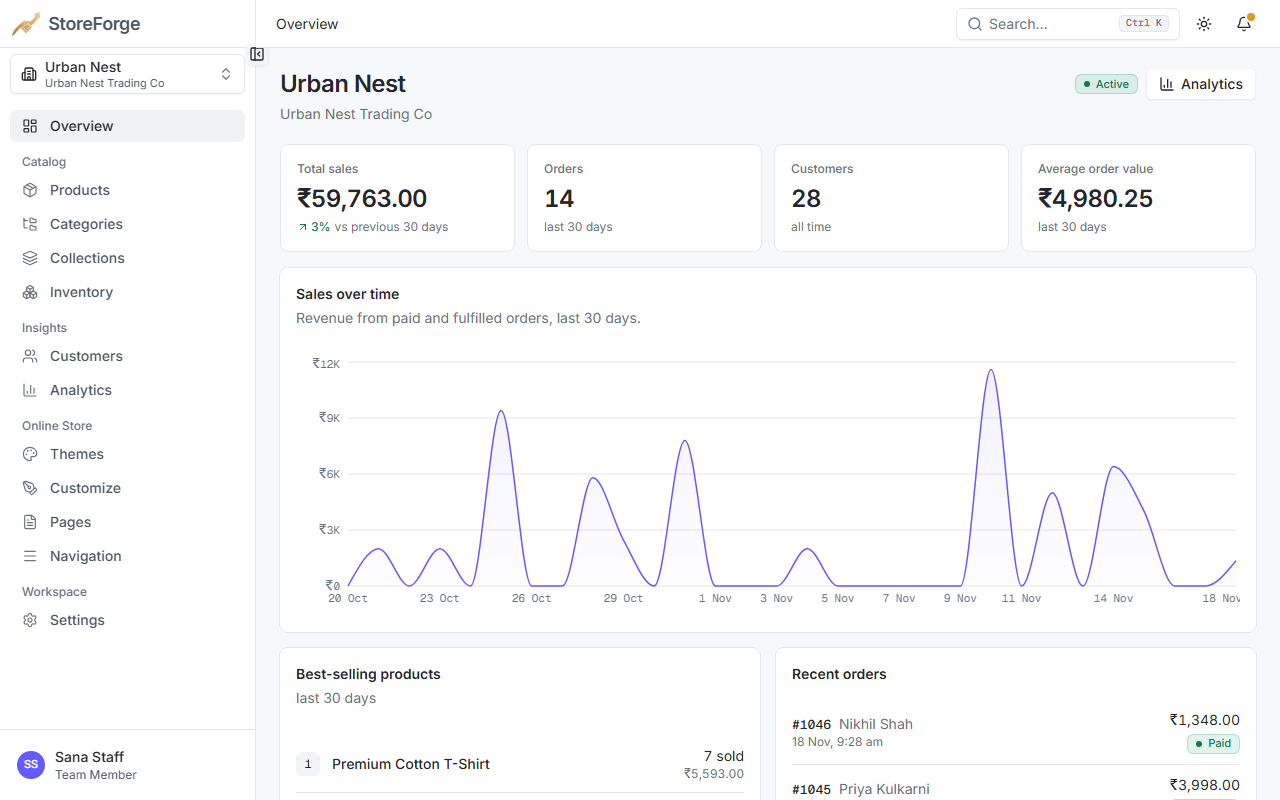 StoreForge
Overview
Search...
Ctrl K
Urban Nest
Urban Nest Trading Co
Overview
Catalog
Products
Categories
Collections
Inventory
Insights
Customers
Analytics
Online Store
Themes
Customize
Pages
Navigation
Workspace
Settings
SS
Sana Staff
Team Member
Urban Nest
Urban Nest Trading Co
Active
Analytics
Total sales
₹59,763.00
3% vs previous 30 days
Orders
14
last 30 days
Customers
28
all time
Average order value
₹4,980.25
last 30 days
Sales over time
Revenue from paid and fulfilled orders, last 30 days.
₹12K
₹9K
₹6K
₹3K
₹0
20 Oct
23 Oct
26 Oct
29 Oct
1 Nov
3 Nov
5 Nov
7 Nov
9 Nov
11 Nov
14 Nov
18 Nov
Best-selling products
last 30 days
1
Premium Cotton T-Shirt
7 sold
₹5,593.00
Recent orders
#1046 Nikhil Shah
18 Nov, 9:28 am
₹1,348.00
Paid
#1045 Priya Kulkarni
₹3,998.00